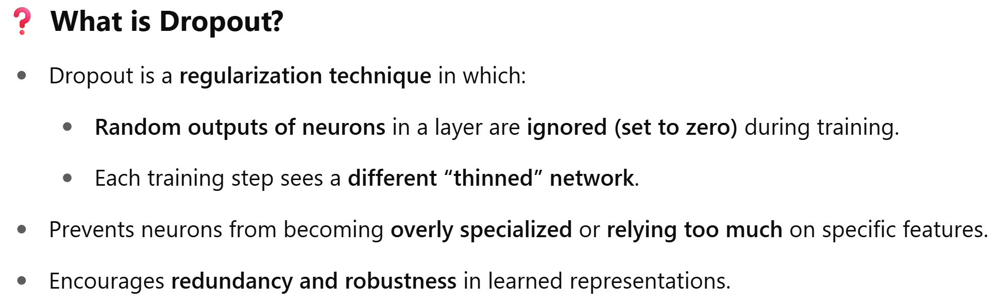 ❓ What is Dropout?
• Dropout is a regularization technique in which:
• Random outputs of neurons in a layer are ignored (set to zero) during training.
• Each training step sees a different “thinned” network.
• Prevents neurons from becoming overly specialized or relying too much on specific features.
• Encourages redundancy and robustness in learned representations.